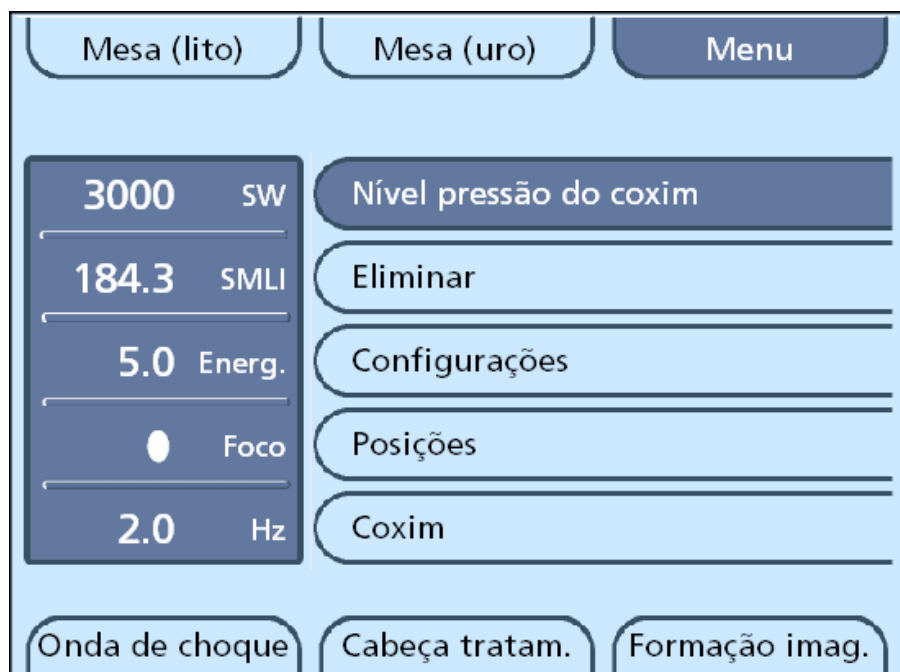 Mesa (lito)
Mesa (uro)
Menu
3000 SW
184.3 SMLI
5.0 Energ.
Foco
2.0 Hz
Nível pressão do coxim
Eliminar
Configurações
Posições
Coxim
Onda de choque
Cabeça tratam.
Formação imag.